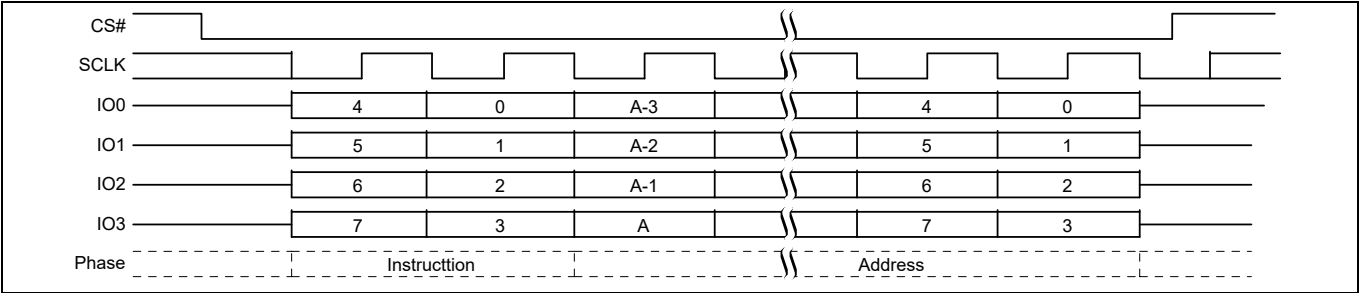 CS#
SCLK
IO0 4 0 A-3 4 0
IO1 5 1 A-2 5 1
IO2 6 2 A-1 6 2
IO3 7 3 A 7 3
Phase Instructtion Address